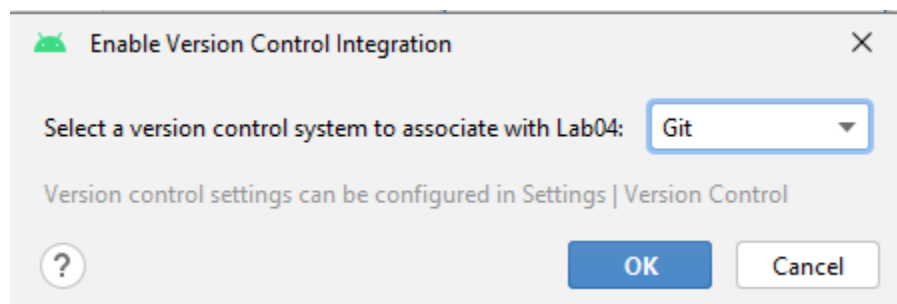 Enable Version Control Integration
Select a version control system to associate with Lab04: Git
Version control settings can be configured in Settings | Version Control
? OK Cancel